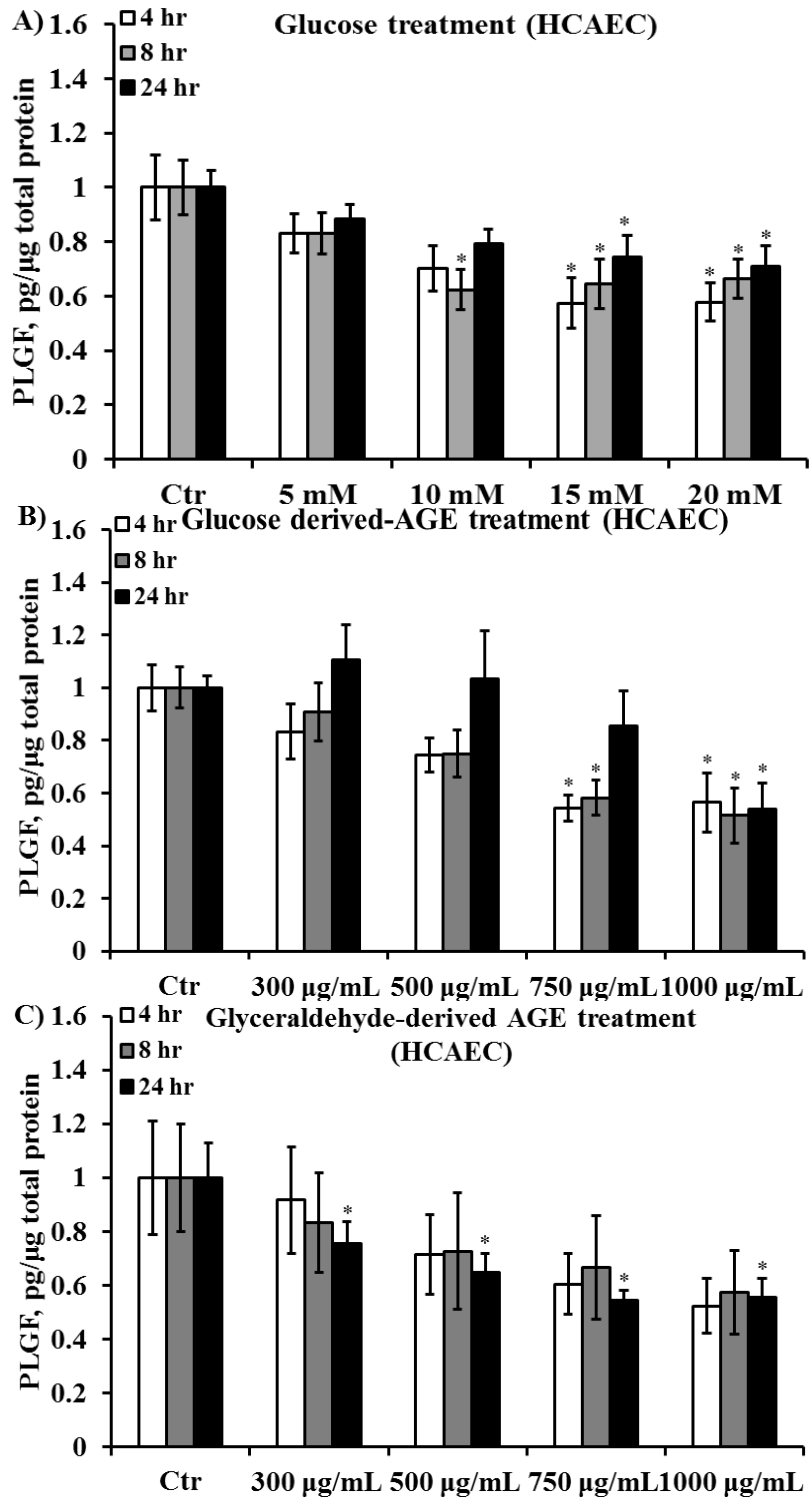 A) Glucose treatment (HCAEC)
4 hr
8 hr
24 hr
PLGF, pg/µg total protein
1.6
1.4
1.2
1
0.8
0.6
0.4
0.2
0
* * * * * * *
Ctr 5 mM 10 mM 15 mM 20 mM
B) Glucose derived-AGE treatment (HCAEC)
4 hr
8 hr
24 hr
PLGF, pg/µg total protein
1.6
1.4
1.2
1
0.8
0.6
0.4
0.2
0
* * * * *
Ctr 300 µg/mL 500 µg/mL 750 µg/mL 1000 µg/mL
C) Glyceraldehyde-derived AGE treatment
(HCAEC)
4 hr
8 hr
24 hr
PLGF, pg/µg total protein
1.6
1.4
1.2
1
0.8
0.6
0.4
0.2
0
* * * *
Ctr 300 µg/mL 500 µg/mL 750 µg/mL 1000 µg/mL